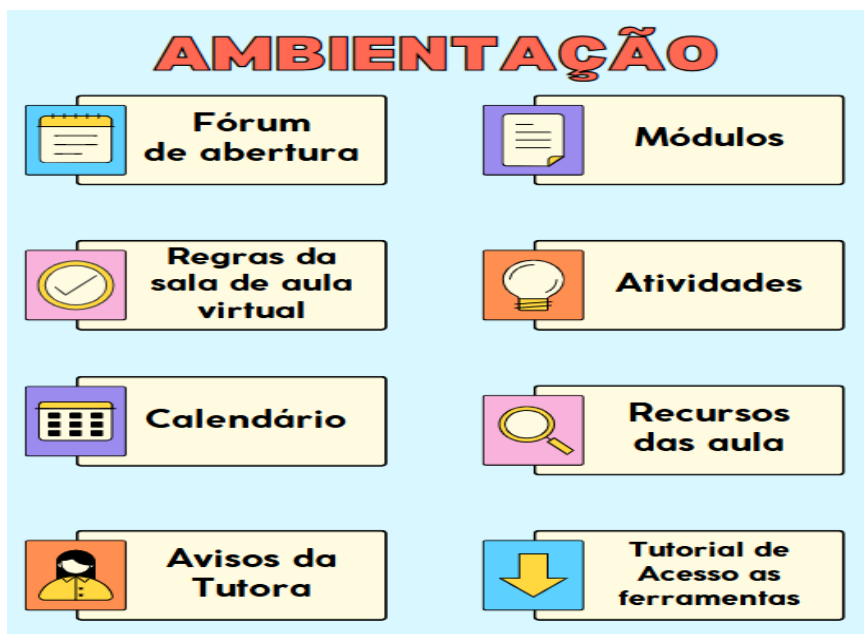 AMBIENTAÇÃO
Fórum
de abertura
Módulos
Regras da
sala de aula
virtual
Atividades
Calendário
Recursos
das aula
Avisos da
Tutora
Tutorial de
Acesso as
ferramentas